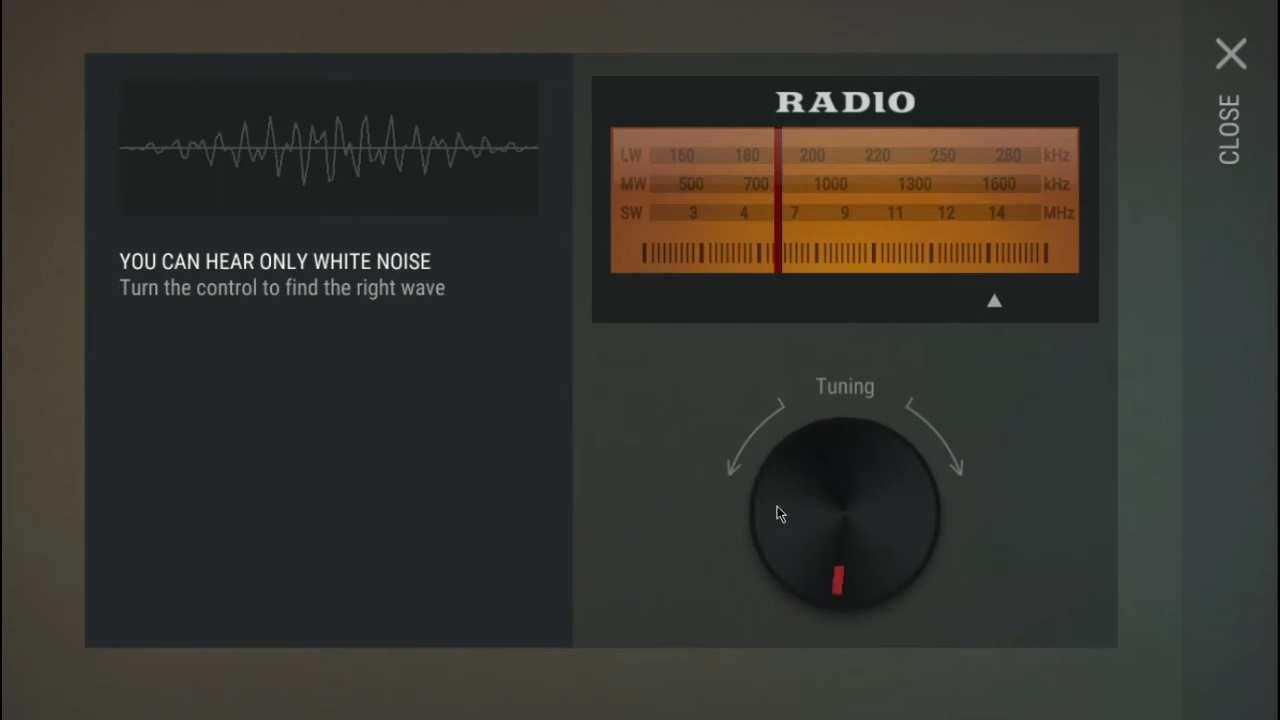 RADIO
LW 160 180 200 220 250 280 kHz
MW 500 700 1000 1300 1600 kHz
SW 3 4 7 9 11 12 14 MHz
YOU CAN HEAR ONLY WHITE NOISE
Turn the control to find the right wave
Tuning
CLOSE